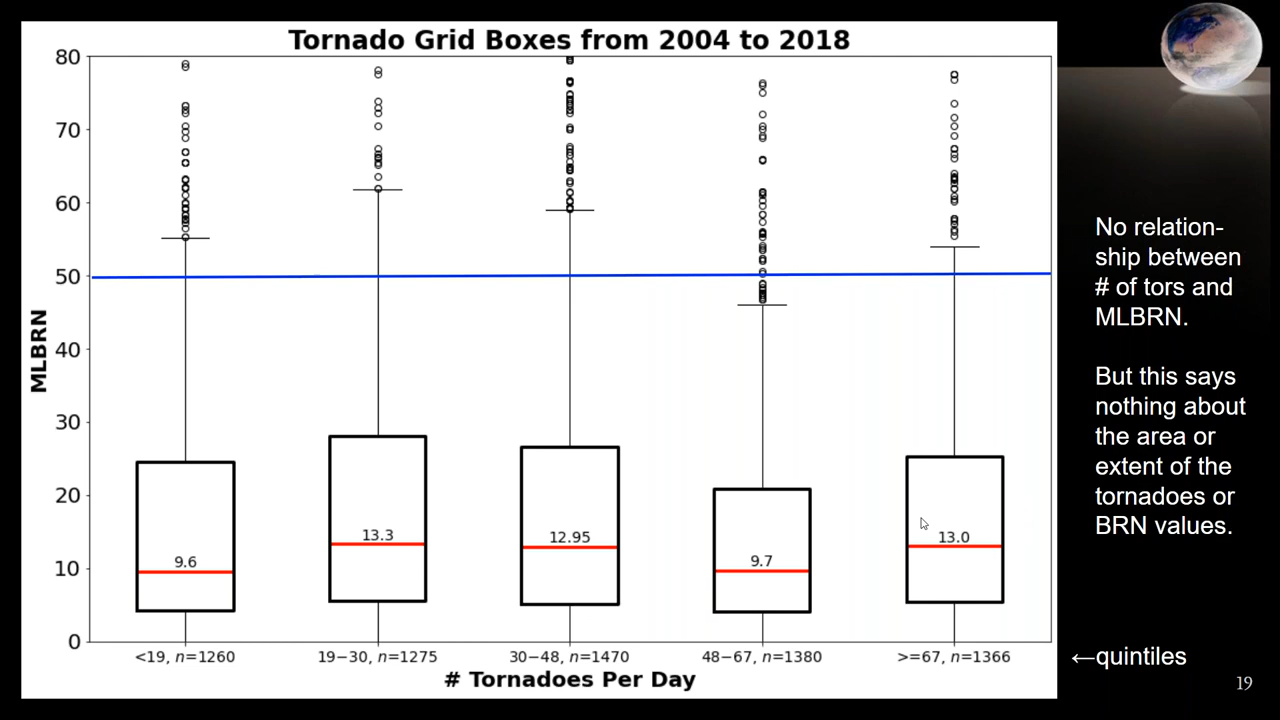 Tornado Grid Boxes from 2004 to 2018
80
70
60
50
40
30
20
10
0
MLBRN
9.6
13.3
12.95
9.7
13.0
<19, n=1260
19−30, n=1275
30−48, n=1470
48−67, n=1380
>=67, n=1366
# Tornadoes Per Day
No relation-
ship between
# of tors and
MLBRN.
But this says
nothing about
the area or
extent of the
tornadoes or
BRN values.
←quintiles
19